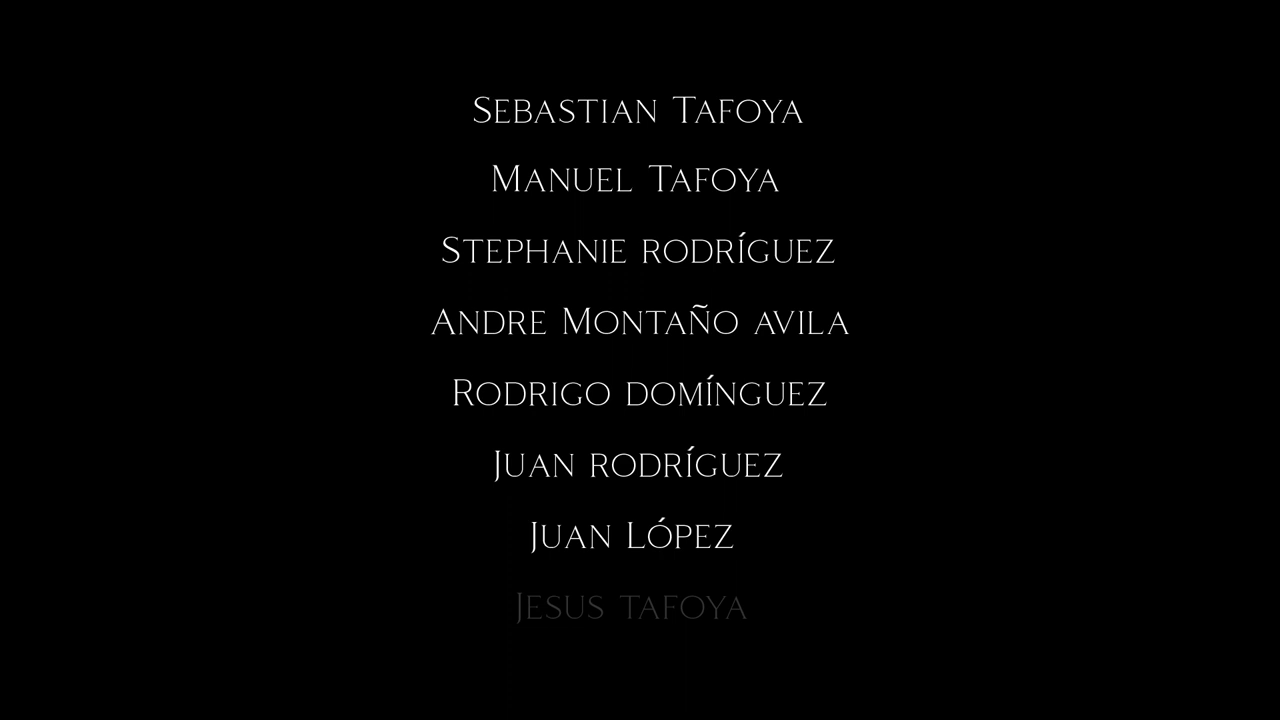 Sebastian Tafoya
Manuel Tafoya
Stephanie rodríguez
Andre Montaño avila
Rodrigo domínguez
Juan rodríguez
Juan López
Jesus tafoya